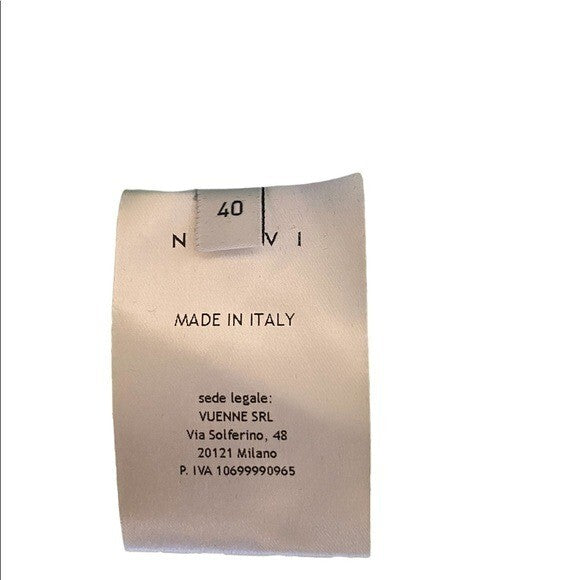 40
N VI
MADE IN ITALY
sede legale:
VUENNE SRL
Via Solferino, 48
20121 Milano
P. IVA 10699990965